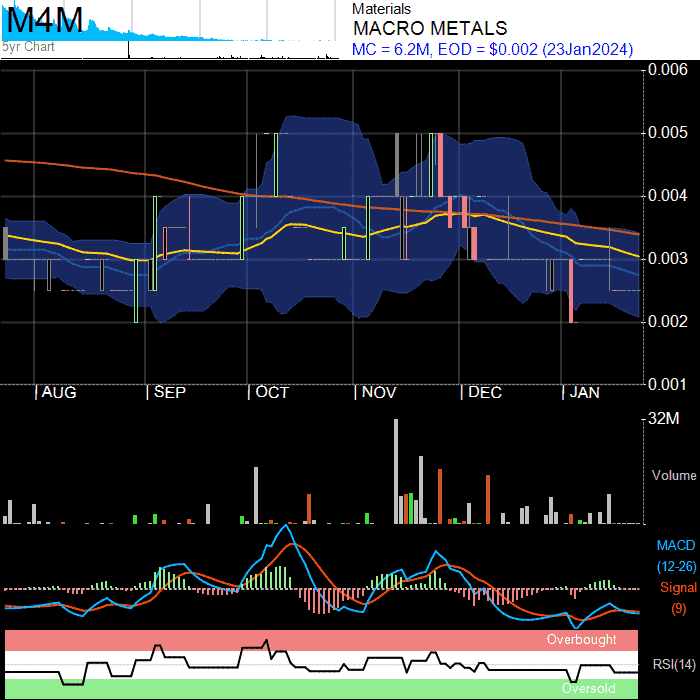 M4M
5yr Chart
Materials
MACRO METALS
MC = 6.2M, EOD = $0.002 (23Jan2024)
0.006
0.005
0.004
0.003
0.002
0.001
AUG SEP OCT NOV DEC JAN
32M
Volume
MACD
(12-26)
Signal
(9)
Overbought
RSI(14)
Oversold